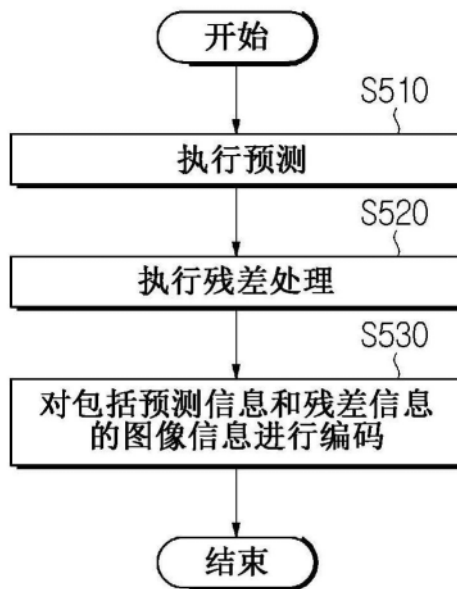 开始
S510
执行预测
S520
执行残差处理
S530
对包括预测信息和残差信息
的图像信息进行编码
结束